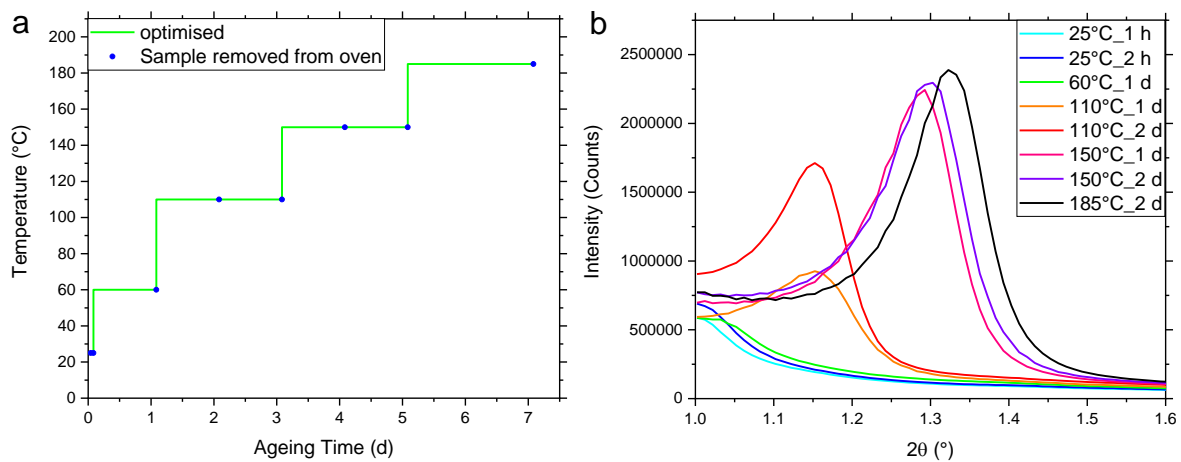 a
optimised
Sample removed from oven
200
180
160
140
120
100
80
60
40
20
0
Temperature (°C)
0 1 2 3 4 5 6 7
Ageing Time (d)
b
2500000
2000000
1500000
1000000
500000
0
Intensity (Counts)
25°C_1 h
25°C_2 h
60°C_1 d
110°C_1 d
110°C_2 d
150°C_1 d
150°C_2 d
185°C_2 d
1.0 1.1 1.2 1.3 1.4 1.5 1.6
2θ (°)